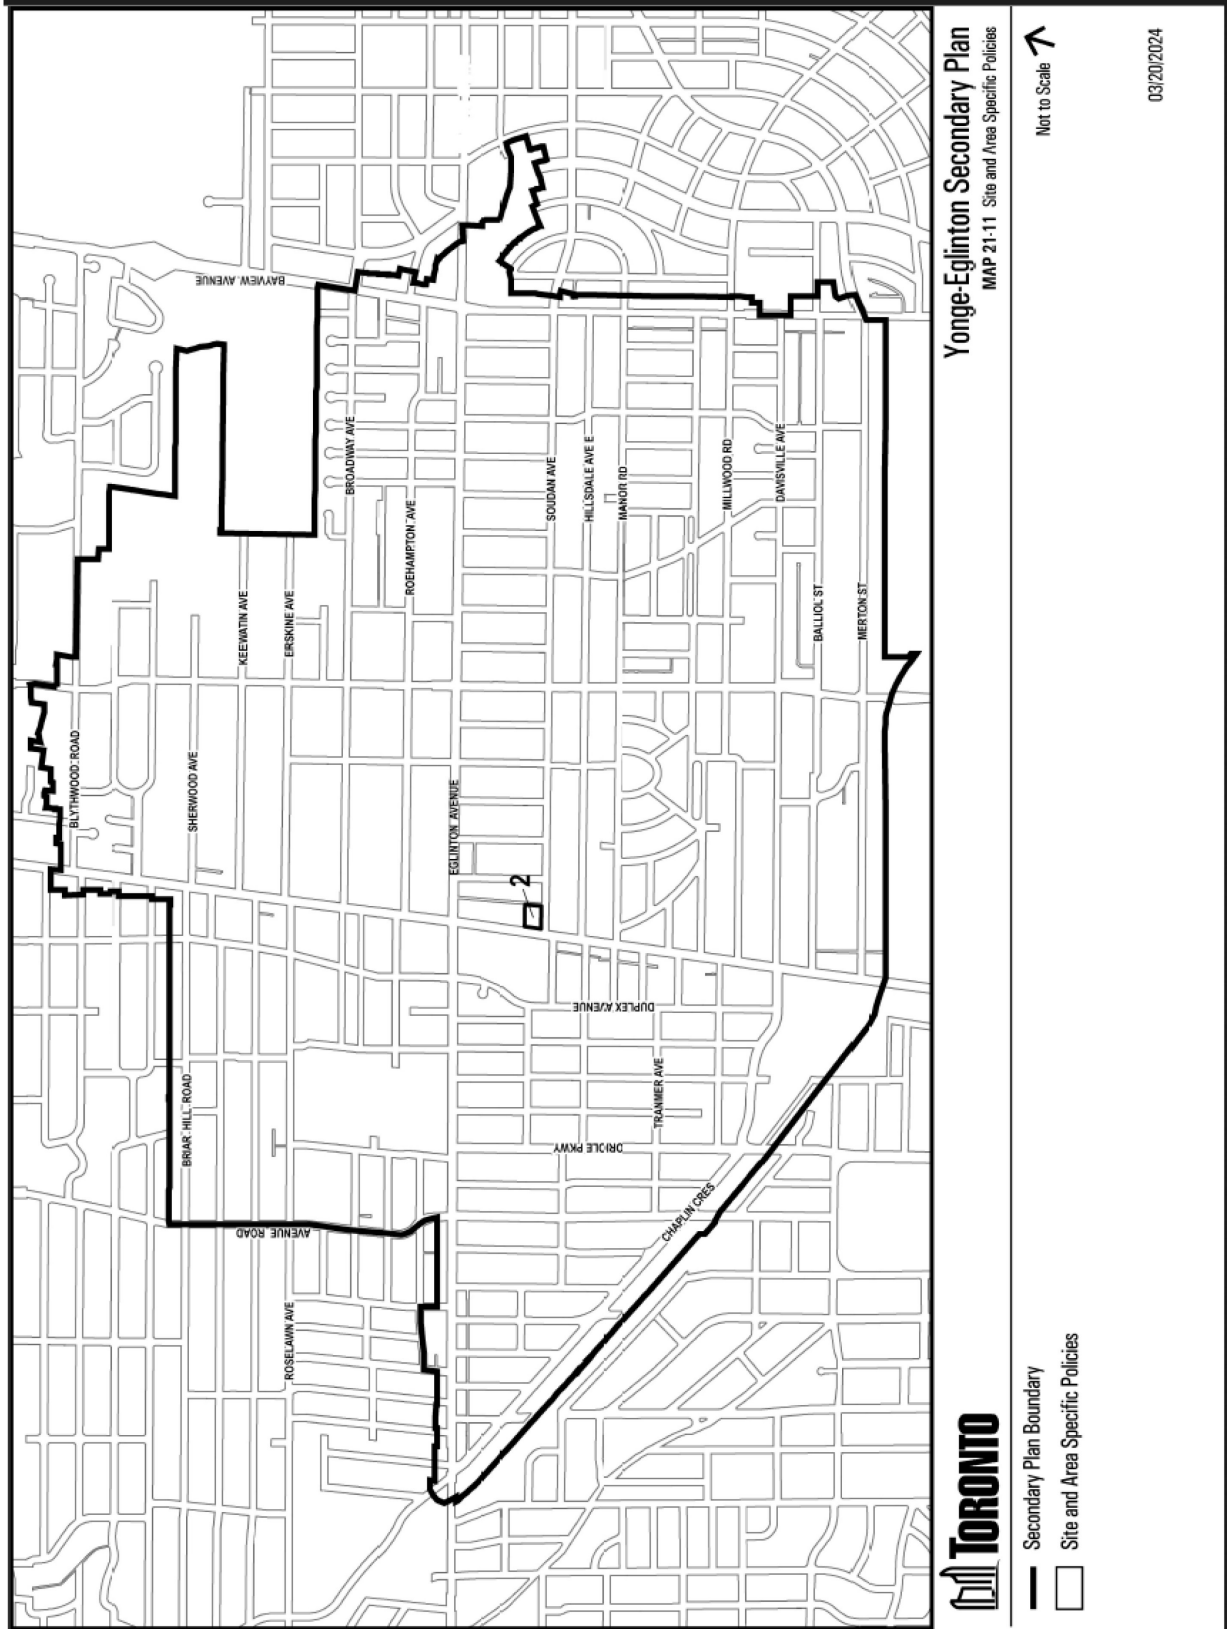 BLYTHWOOD ROAD
SHERWOOD AVE
BAYVIEW AVENUE
KEEWATIN AVE
ERSKINE AVE
BROADWAY AVE
ROEHAMPTON AVE
BRIAR HILL ROAD
AVENUE ROAD
ROSELAWN AVE
EGLINTON AVENUE
2
SOUDAN AVE
HILLSDALE AVE E
MANOR RD
DUPLEX AVENUE
TRANMER AVE
CHAPLIN CRES
MILLWOOD RD
DAVISVILLE AVE
BALLIOL ST
MERTON ST
TORONTO
Yonge-Eglinton Secondary Plan
MAP 21-11 Site and Area Specific Policies
Secondary Plan Boundary
Site and Area Specific Policies
Not to Scale
03/20/2024